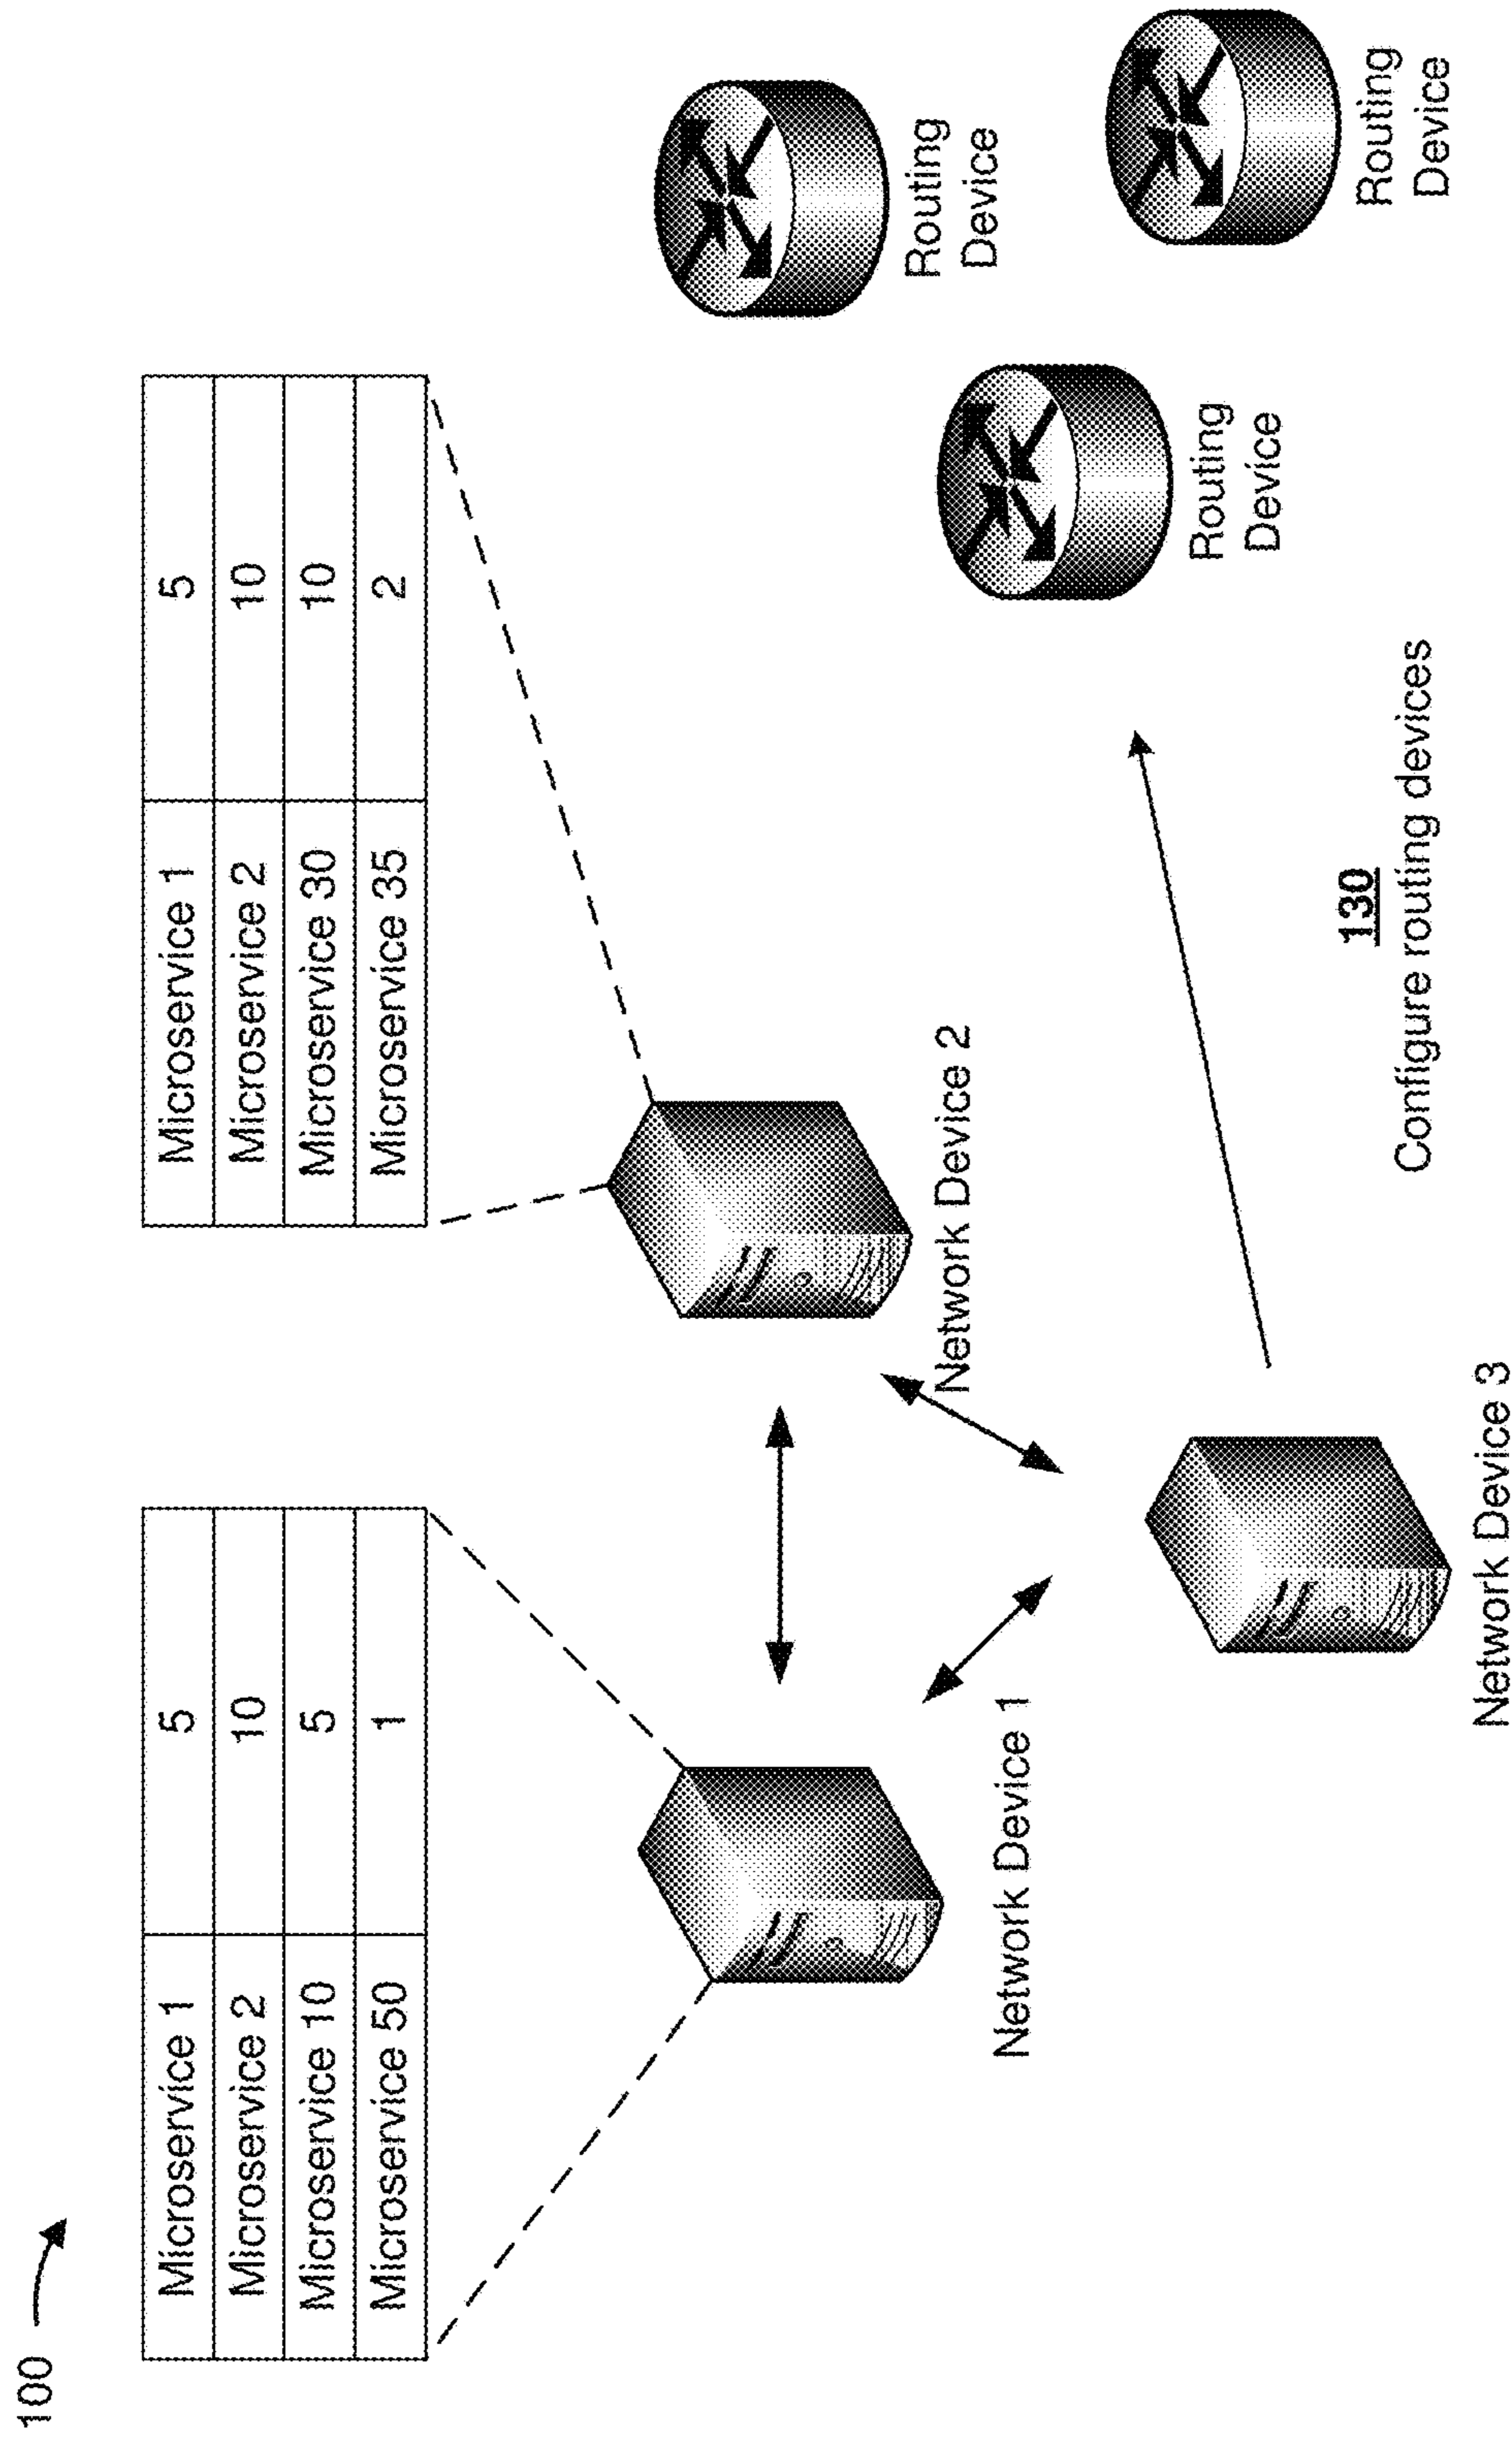 100
Microservice 1 5
Microservice 2 10
Microservice 10 5
Microservice 50 1
Microservice 1 5
Microservice 2 10
Microservice 30 10
Microservice 35 2
Network Device 1
Network Device 2
Network Device 3
130
Configure routing devices
Routing
Device
Routing
Device
Routing
Device